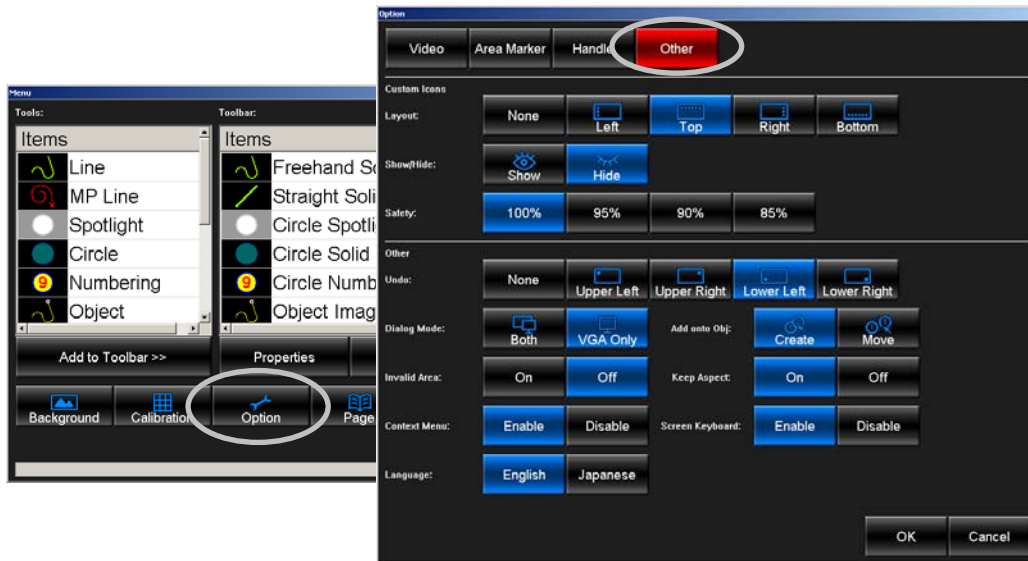 Menu
Tools:
Toolbar:
Items
Line
MP Line
Spotlight
Circle
Numbering
Object
Items
Freehand So
Straight Soli
Circle Spotli
Circle Solid
Circle Numb
Object Imag
Add to Toolbar >>
Properties
Background
Calibration
Option
Page
Option
Video
Area Marker
Handle
Other
Custom Icons
Layout:
None
Left
Top
Right
Bottom
Show/Hide:
Show
Hide
Safety:
100%
95%
90%
85%
Other
Undo:
None
Upper Left
Upper Right
Lower Left
Lower Right
Dialog Mode:
Both
VGA Only
Add onto Obj:
Create
Move
Invalid Area:
On
Off
Keep Aspect:
On
Off
Context Menu:
Enable
Disable
Screen Keyboard:
Enable
Disable
Language:
English
Japanese
OK
Cancel